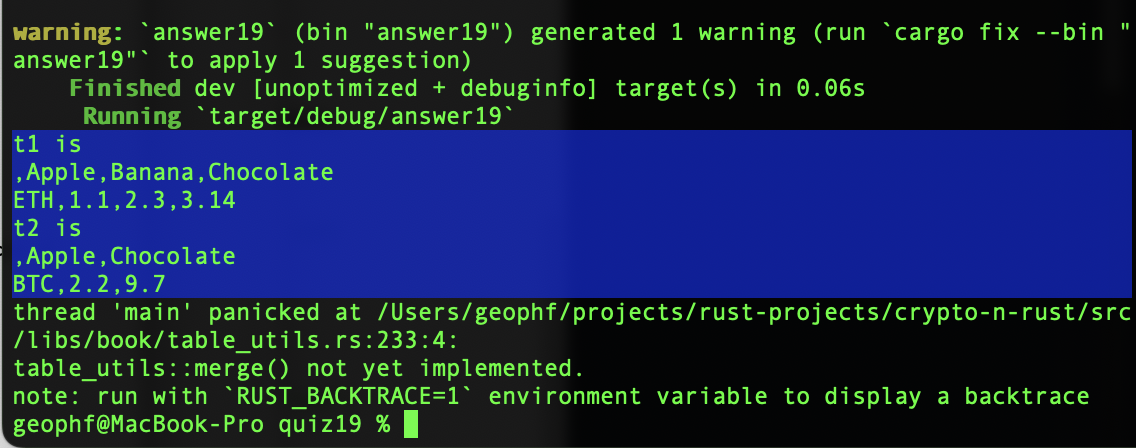 warning: `answer19` (bin "answer19") generated 1 warning (run `cargo fix --bin "
answer19"` to apply 1 suggestion)
    Finished dev [unoptimized + debuginfo] target(s) in 0.06s
     Running `target/debug/answer19`
t1 is
,Apple,Banana,Chocolate
ETH,1.1,2.3,3.14
t2 is
,Apple,Chocolate
BTC,2.2,9.7
thread 'main' panicked at /Users/geophf/projects/rust-projects/crypto-n-rust/src
/libs/book/table_utils.rs:233:4:
table_utils::merge() not yet implemented.
note: run with `RUST_BACKTRACE=1` environment variable to display a backtrace
geophf@MacBook-Pro quiz19 %